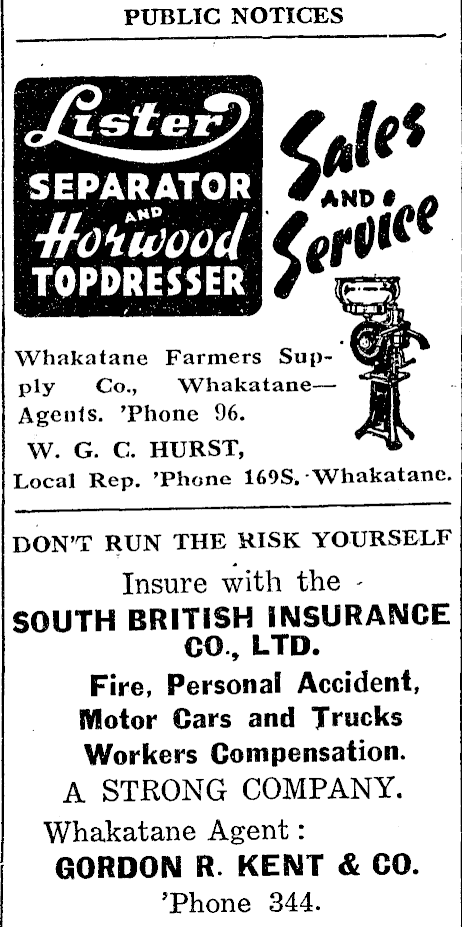 PUBLIC NOTICES
Lister
SEPARATOR
AND
Horwood
TOPDRESSER
Sales
AND
Service
Whakatane Farmers Sup-
ply Co., Whakatane—
Agents. 'Phone 96.
W. G. C. HURST,
Local Rep. 'Phone 169S. Whakatane.
DON'T RUN THE RISK YOURSELF
Insure with the
SOUTH BRITISH INSURANCE
CO., LTD.
Fire, Personal Accident,
Motor Cars and Trucks
Workers Compensation.
A STRONG COMPANY.
Whakatane Agent :
GORDON R. KENT & CO.
'Phone 344.